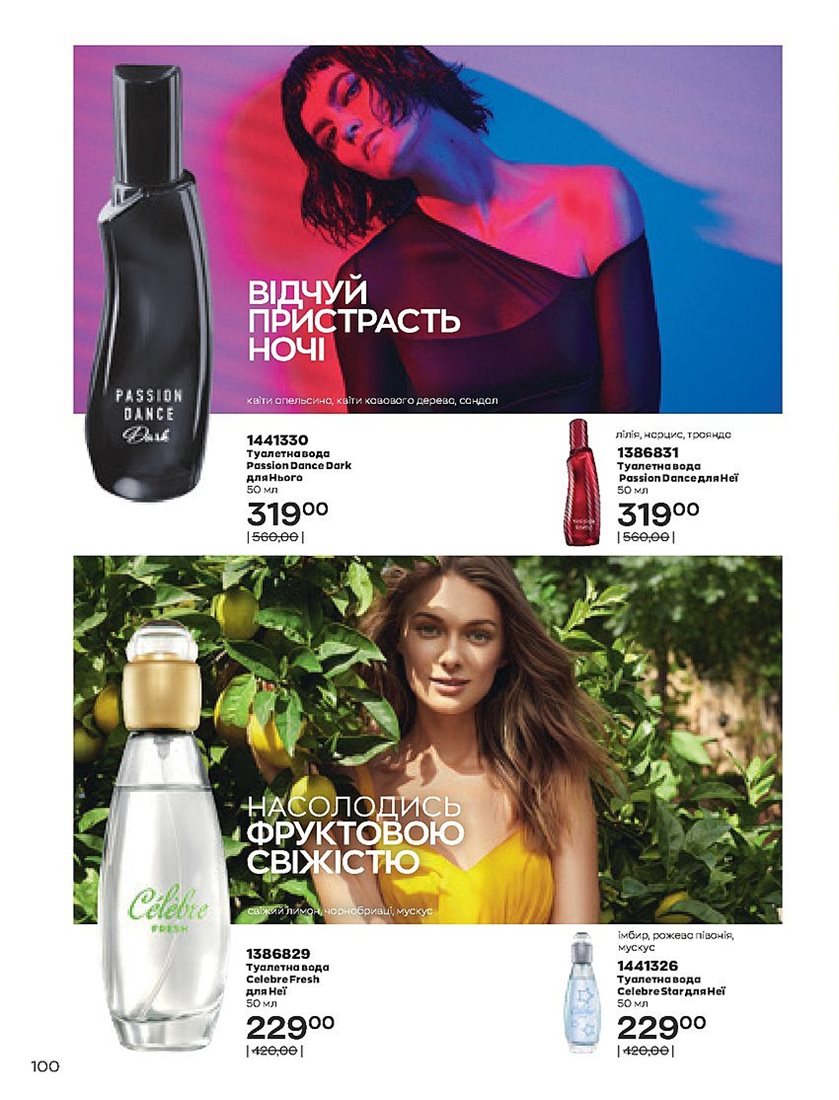 ВІДЧУЙ
ПРИСТРАСТЬ
НОЧІ
квіти апельсина, квіти кавового дерева, сандал
PASSION
DANCE
Dark
1441330
Туалетна вода
Passion Dance Dark
для Нього
50 мл
319⁰⁰
|560,00|
лілія, нарцис, троянда
1386831
Туалетна вода
Passion Dance для Неї
50 мл
319⁰⁰
|560,00|
НАСОЛОДИСЬ
ФРУКТОВОЮ
СВІЖІСТЮ
свіжий лимон, чорнобривці, мускус
Célèbre
FRESH
1386829
Туалетна вода
Celebre Fresh
для Неї
50 мл
229⁰⁰
|420,00|
імбир, рожева півонія,
мускус
1441326
Туалетна вода
Celebre Star для Неї
50 мл
229⁰⁰
|420,00|
100